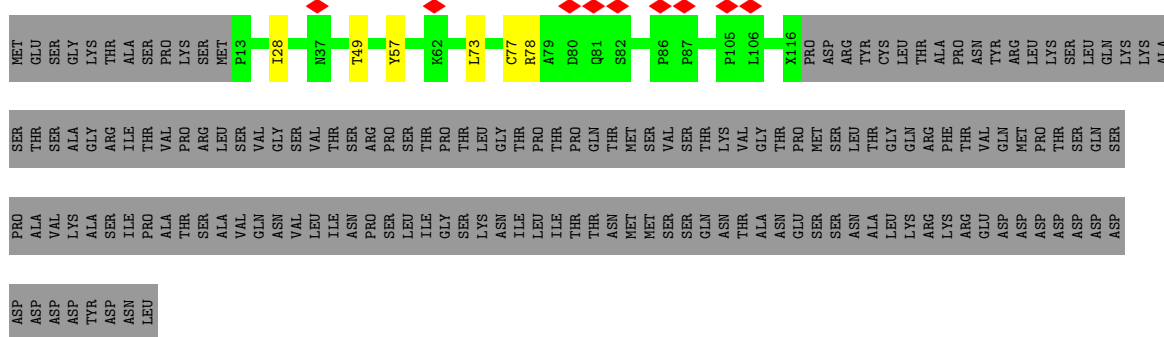 MET GLU SER GLY LYS THR ALA SER PRO LYS SER MET P13 I28 N37 T49 Y57 K62 L73 C77 R78 A79 D80 Q81 S82 P86 P87 P105 L106 X116 PRO ASP ARG TYR CYS LEU THR ALA PRO ASN TYR ARG LEU LYS SER LEU GLN LYS LYS ALA
SER THR SER ALA GLY ARG ILE THR VAL PRO ARG LEU SER VAL GLY SER VAL THR SER ARG PRO SER THR PRO THR LEU GLY THR PRO THR PRO GLN THR MET SER VAL SER THR LYS VAL GLY THR PRO MET SER LEU THR GLY GLN ARG PHE THR VAL GLN MET PRO THR SER GLN SER
PRO ALA VAL LYS ALA SER ILE PRO ALA THR SER ALA VAL GLN ASN VAL LEU ILE ASN PRO SER LEU ILE GLY SER LYS ASN ILE LEU ILE THR THR ASN MET MET SER SER GLN ASN THR ALA ASN GLU SER SER ASN ALA LEU LYS ARG LYS ARG GLU ASP ASP ASP ASP ASP ASP ASP
ASP ASP ASP ASP TYR ASP ASN LEU